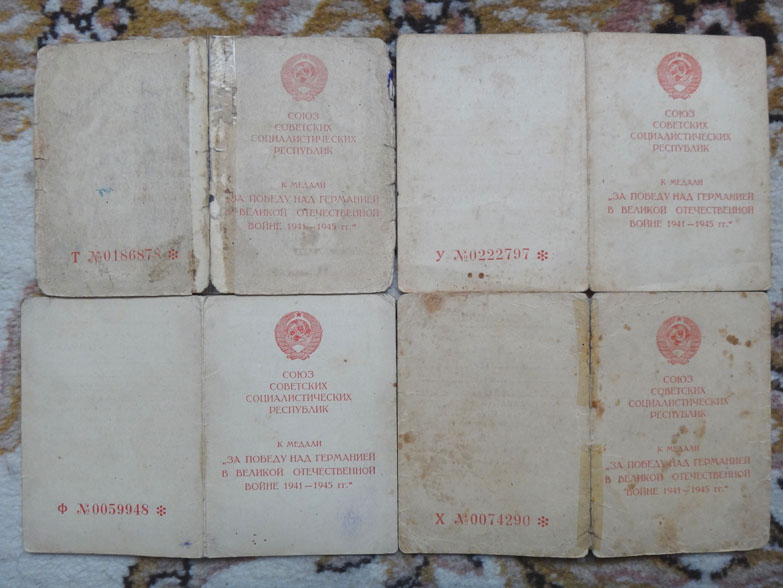 СОЮЗ
СОВЕТСКИХ
СОЦИАЛИСТИЧЕСКИХ
РЕСПУБЛИК
К МЕДАЛИ
„ЗА ПОБЕДУ НАД ГЕРМАНИЕЙ
В ВЕЛИКОЙ ОТЕЧЕСТВЕННОЙ
ВОЙНЕ 1941—1945 гг.“
Т №0186878 *
СОЮЗ
СОВЕТСКИХ
СОЦИАЛИСТИЧЕСКИХ
РЕСПУБЛИК
К МЕДАЛИ
„ЗА ПОБЕДУ НАД ГЕРМАНИЕЙ
В ВЕЛИКОЙ ОТЕЧЕСТВЕННОЙ
ВОЙНЕ 1941—1945 гг.“
У №0222797 *
СОЮЗ
СОВЕТСКИХ
СОЦИАЛИСТИЧЕСКИХ
РЕСПУБЛИК
К МЕДАЛИ
„ЗА ПОБЕДУ НАД ГЕРМАНИЕЙ
В ВЕЛИКОЙ ОТЕЧЕСТВЕННОЙ
ВОЙНЕ 1941—1945 гг.“
Ф №0059948 *
СОЮЗ
СОВЕТСКИХ
СОЦИАЛИСТИЧЕСКИХ
РЕСПУБЛИК
К МЕДАЛИ
„ЗА ПОБЕДУ НАД ГЕРМАНИЕЙ
В ВЕЛИКОЙ ОТЕЧЕСТВЕННОЙ
ВОЙНЕ 1941—1945 гг.“
Х №0074290 *